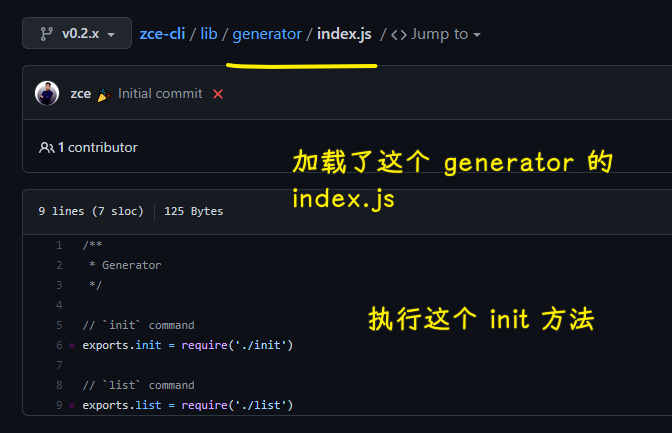 v0.2.x zce-cli / lib / generator / index.js / <> Jump to
zce 🎉 Initial commit ×
1 contributor
加载了这个 generator 的
index.js
9 lines (7 sloc) 125 Bytes
1 /**
2 * Generator
3 */
4
5 // `init` command
6 exports.init = require('./init')
执行这个 init 方法
7
8 // `list` command
9 exports.list = require('./list')